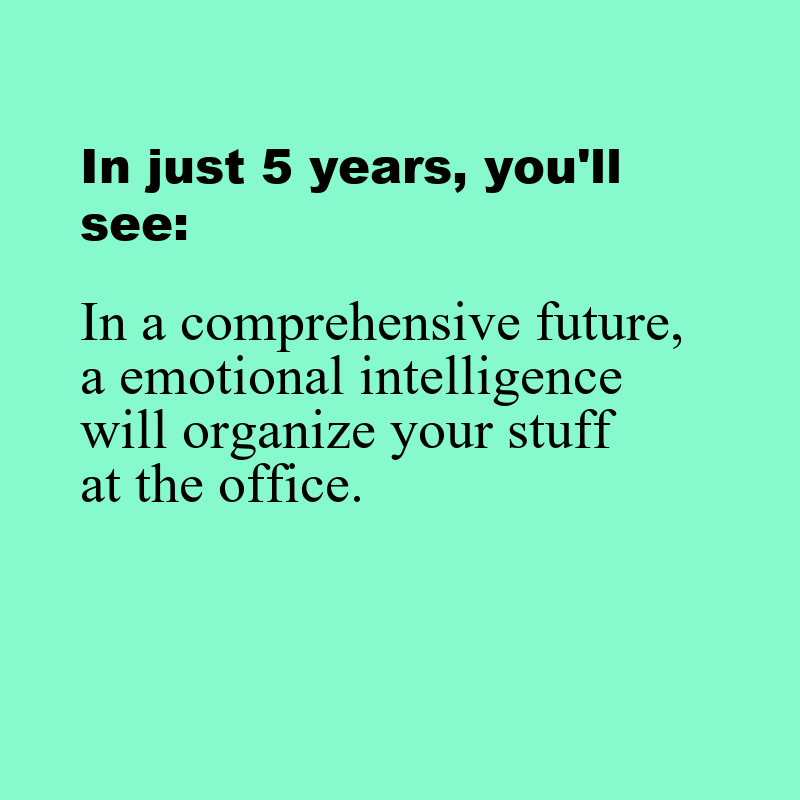 In just 5 years, you'll
see:
In a comprehensive future,
a emotional intelligence
will organize your stuff
at the office.